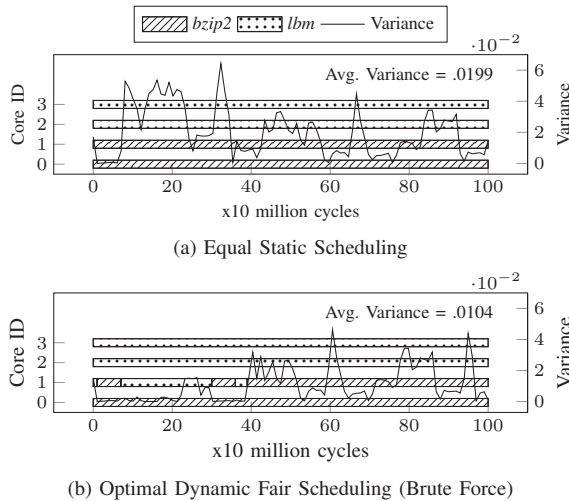 bzip2 lbm Variance
·10⁻²
Avg. Variance = .0199
Core ID
3
2
1
0
6
4
2
0
Variance
0 20 40 60 80 100
x10 million cycles
(a) Equal Static Scheduling
·10⁻²
Avg. Variance = .0104
Core ID
3
2
1
0
6
4
2
0
Variance
0 20 40 60 80 100
x10 million cycles
(b) Optimal Dynamic Fair Scheduling (Brute Force)